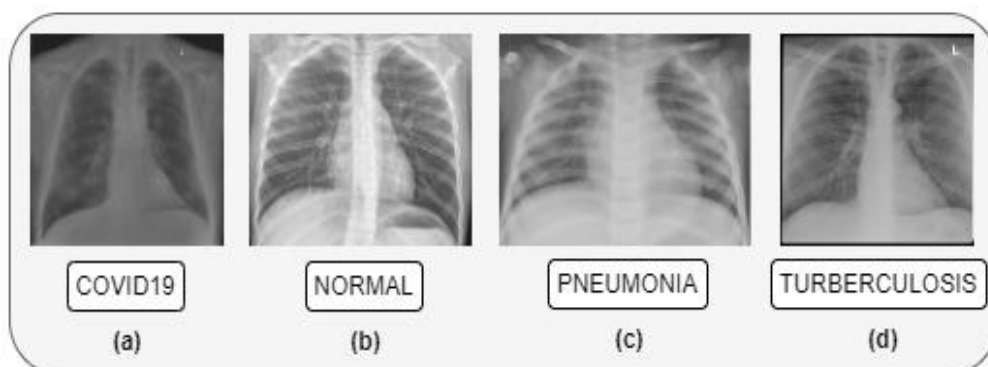 L
L
COVID19
NORMAL
PNEUMONIA
TURBERCULOSIS
(a)
(b)
(c)
(d)